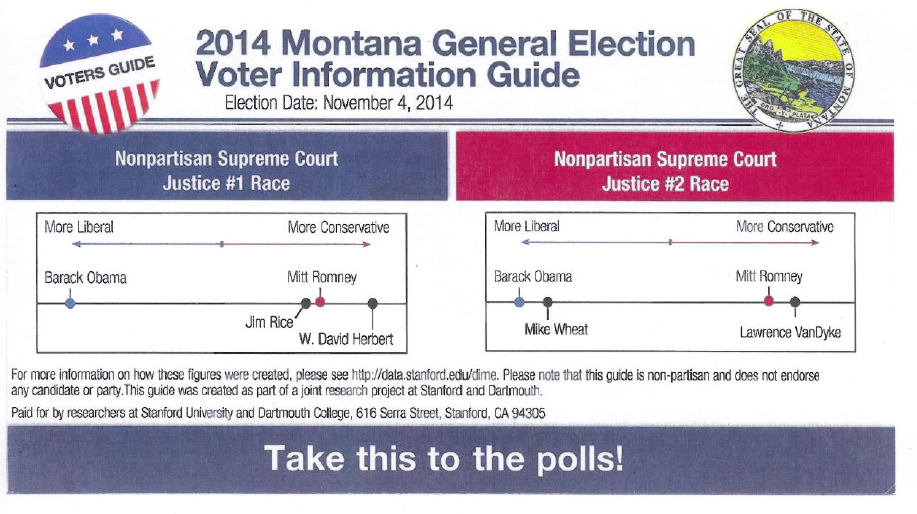 VOTERS GUIDE
2014 Montana General Election
Voter Information Guide
Election Date: November 4, 2014
THE GREAT SEAL OF THE STATE OF MONTANA
Nonpartisan Supreme Court
Justice #1 Race
More Liberal
More Conservative
Barack Obama
Mitt Romney
Jim Rice
W. David Herbert
Nonpartisan Supreme Court
Justice #2 Race
More Liberal
More Conservative
Barack Obama
Mitt Romney
Mike Wheat
Lawrence VanDyke
For more information on how these figures were created, please see http://data.stanford.edu/dime. Please note that this guide is non-partisan and does not endorse
any candidate or party.This guide was created as part of a joint research project at Stanford and Dartmouth.
Paid for by researchers at Stanford University and Dartmouth College, 616 Serra Street, Stanford, CA 94305
Take this to the polls!